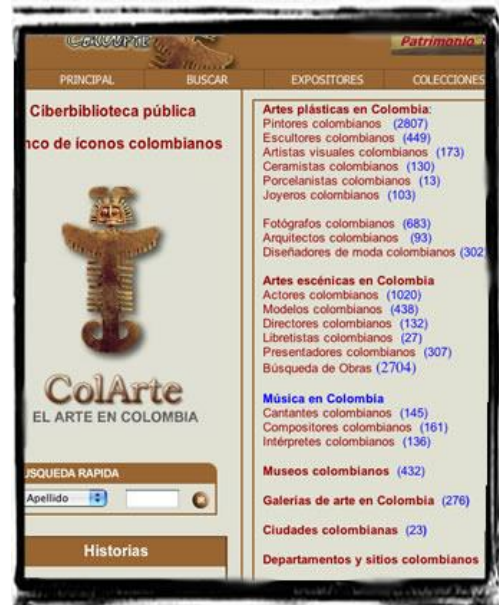 ColArte
Patrimonio
PRINCIPAL
BUSCAR
EXPOSITORES
COLECCIONES
Ciberbiblioteca pública
nco de íconos colombianos
ColArte
EL ARTE EN COLOMBIA
USQUEDA RAPIDA
Apellido
Historias
Artes plásticas en Colombia:
Pintores colombianos (2807)
Escultores colombianos (449)
Artistas visuales colombianos (173)
Ceramistas colombianos (130)
Porcelanistas colombianos (13)
Joyeros colombianos (103)
Fotógrafos colombianos (683)
Arquitectos colombianos (93)
Diseñadores de moda colombianos (302
Artes escénicas en Colombia
Actores colombianos (1020)
Modelos colombianos (438)
Directores colombianos (132)
Libretistas colombianos (27)
Presentadores colombianos (307)
Búsqueda de Obras (2704)
Música en Colombia
Cantantes colombianos (145)
Compositores colombianos (161)
Intérpretes colombianos (136)
Museos colombianos (432)
Galerías de arte en Colombia (276)
Ciudades colombianas (23)
Departamentos y sitios colombianos